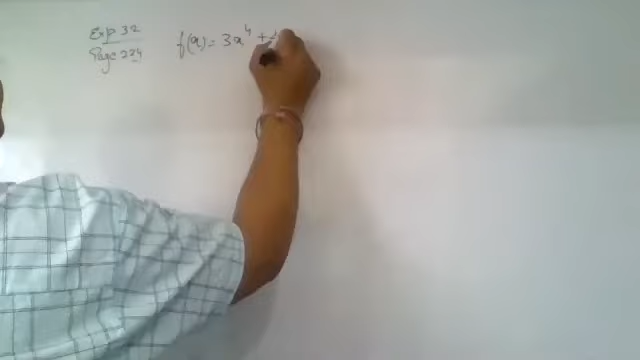 Exp 32
Page 224
f(x) = 3x⁴ +